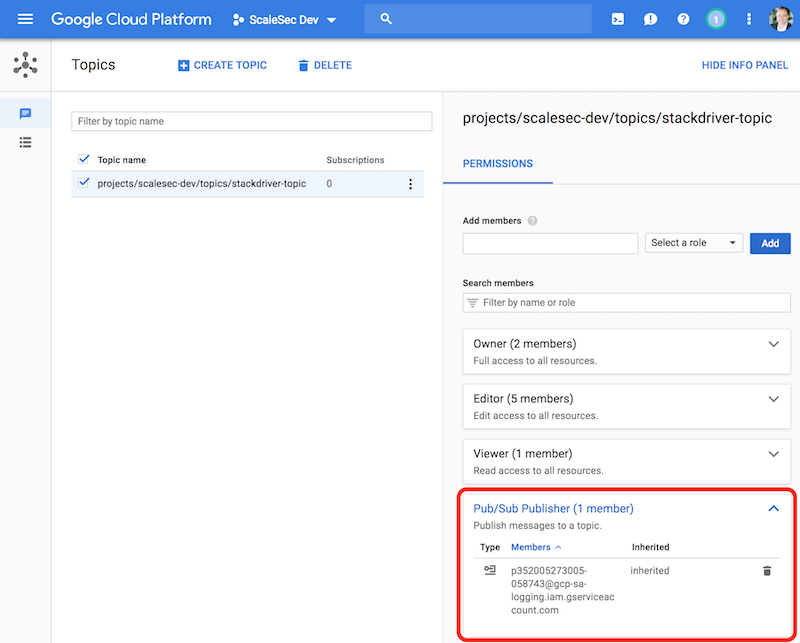 Google Cloud Platform
ScaleSec Dev
1
Topics
CREATE TOPIC
DELETE
HIDE INFO PANEL
Filter by topic name
Topic name Subscriptions
projects/scalesec-dev/topics/stackdriver-topic 0
projects/scalesec-dev/topics/stackdriver-topic
PERMISSIONS
Add members ?
Select a role
Add
Search members
Filter by name or role
Owner (2 members)
Full access to all resources.
Editor (5 members)
Edit access to all resources.
Viewer (1 member)
Read access to all resources.
Pub/Sub Publisher (1 member)
Publish messages to a topic.
Type Members Inherited
p352005273005- inherited
058743@gcp-sa-
logging.iam.gserviceac
count.com